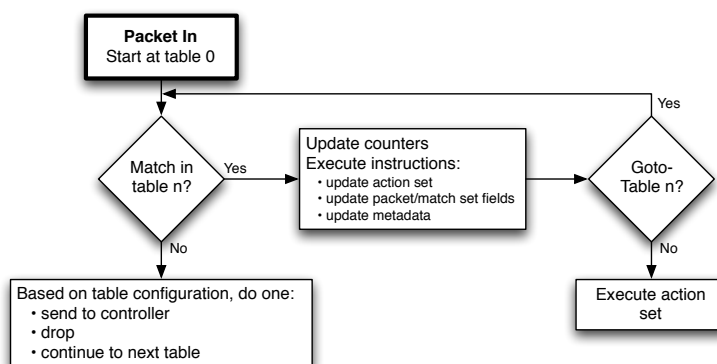 Packet In
Start at table 0
Yes
Match in
table n?
Yes
Update counters
Execute instructions:
• update action set
• update packet/match set fields
• update metadata
Goto-
Table n?
No
No
Based on table configuration, do one:
• send to controller
• drop
• continue to next table
Execute action
set